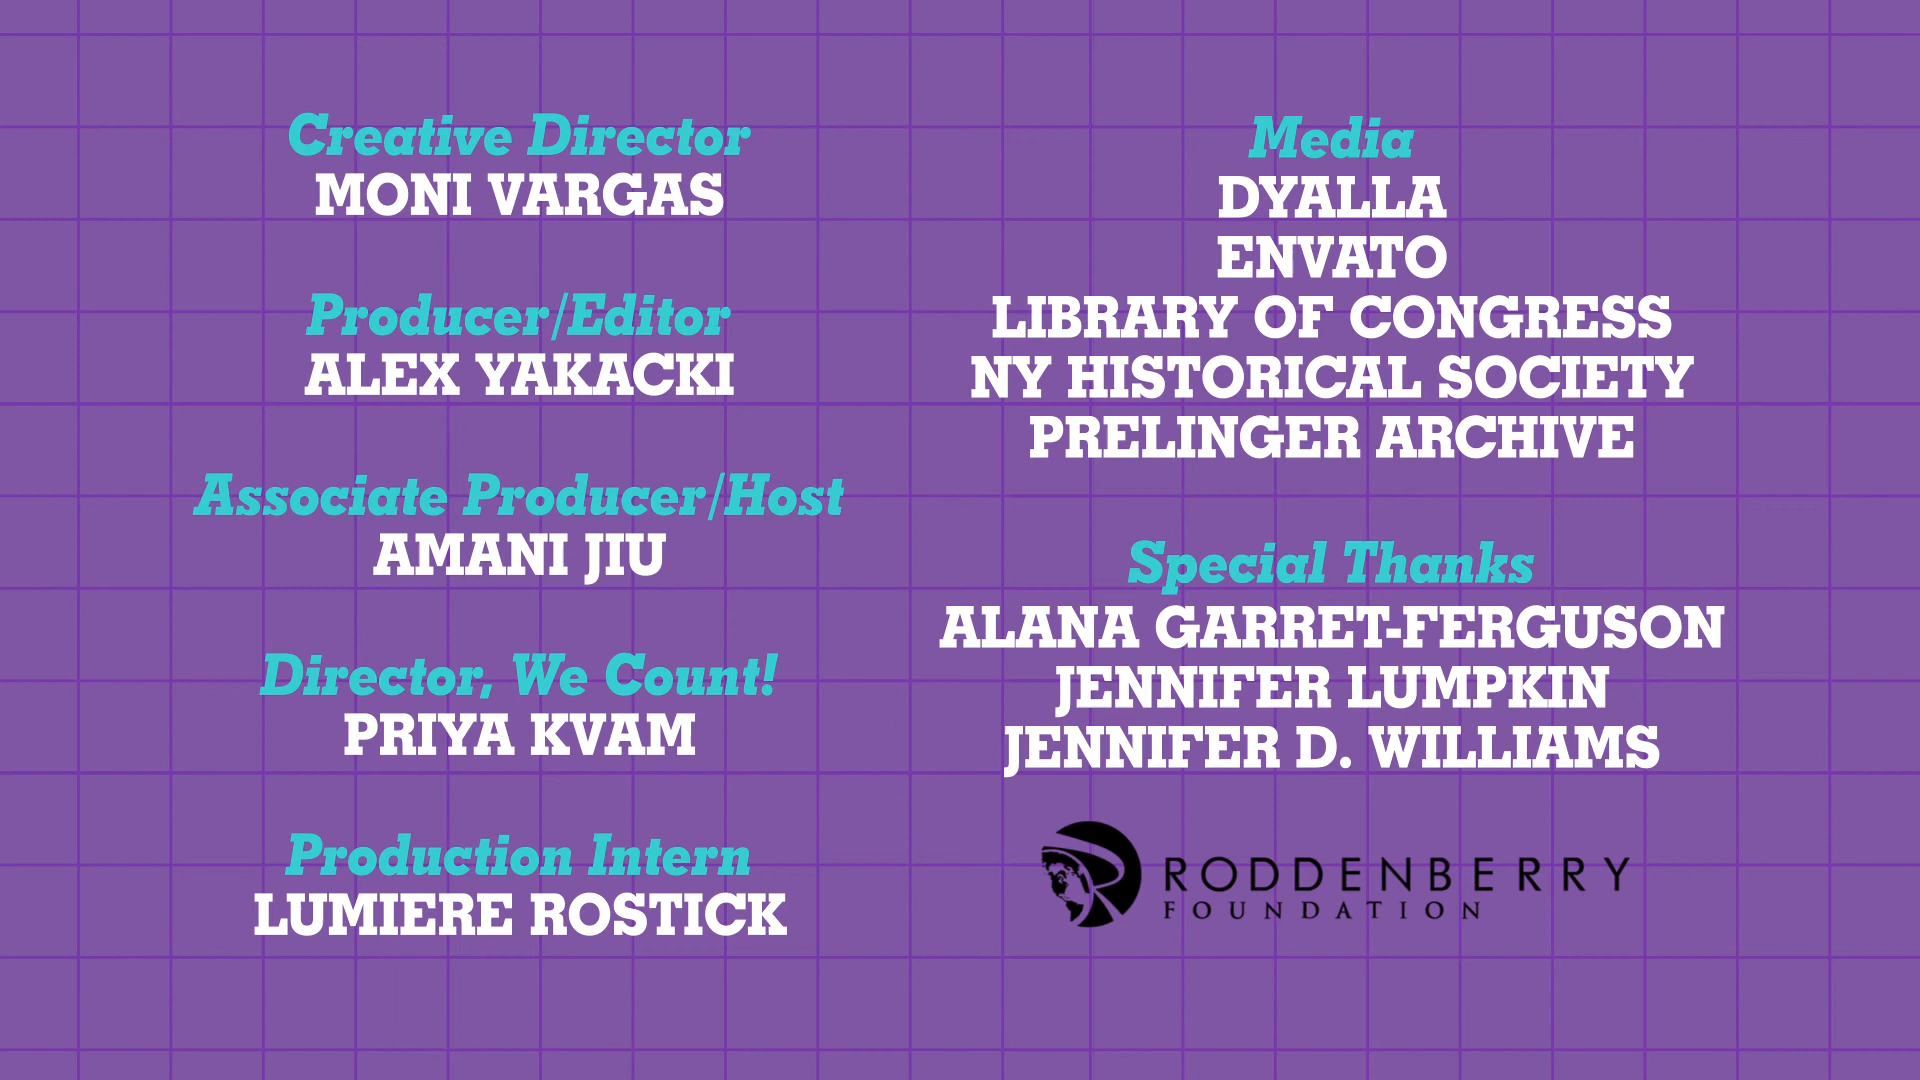 Creative Director
MONI VARGAS
Producer/Editor
ALEX YAKACKI
Associate Producer/Host
AMANI JIU
Director, We Count!
PRIYA KVAM
Production Intern
LUMIERE ROSTICK
Media
DYALLA
ENVATO
LIBRARY OF CONGRESS
NY HISTORICAL SOCIETY
PRELINGER ARCHIVE
Special Thanks
ALANA GARRET-FERGUSON
JENNIFER LUMPKIN
JENNIFER D. WILLIAMS
RODDENBERRY
FOUNDATION